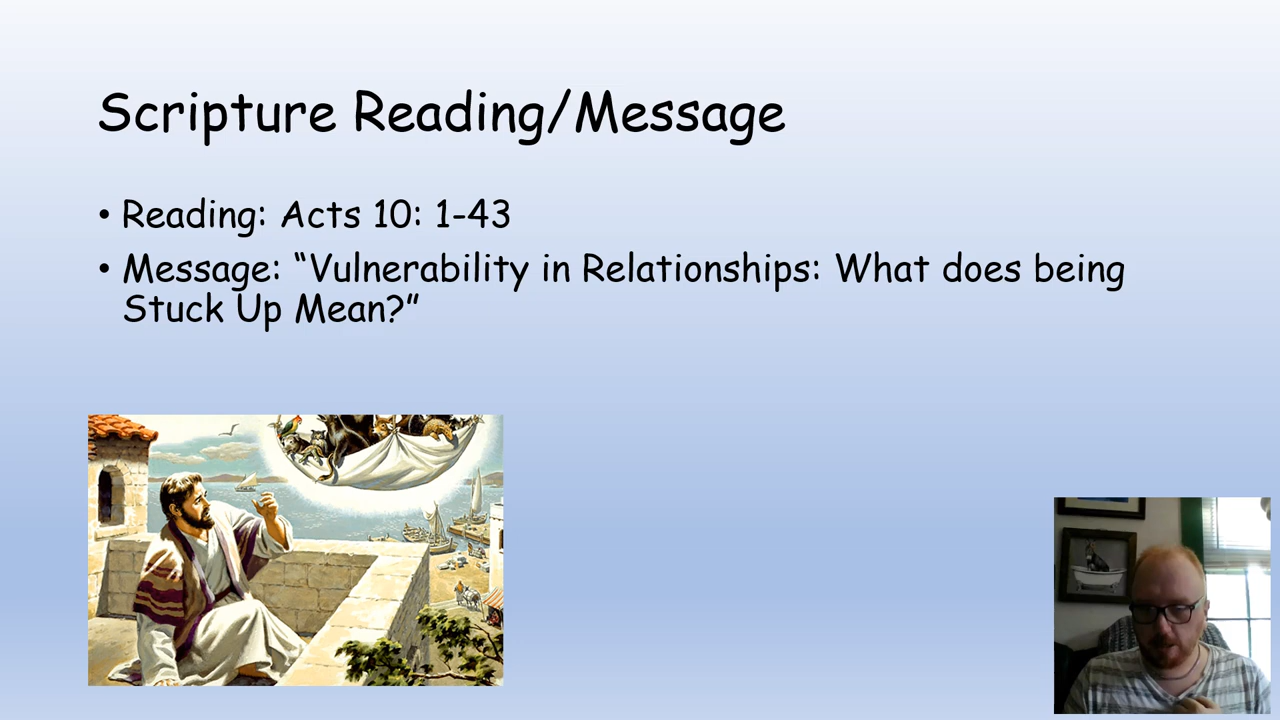 Scripture Reading/Message
• Reading: Acts 10: 1-43
• Message: “Vulnerability in Relationships: What does being
Stuck Up Mean?”